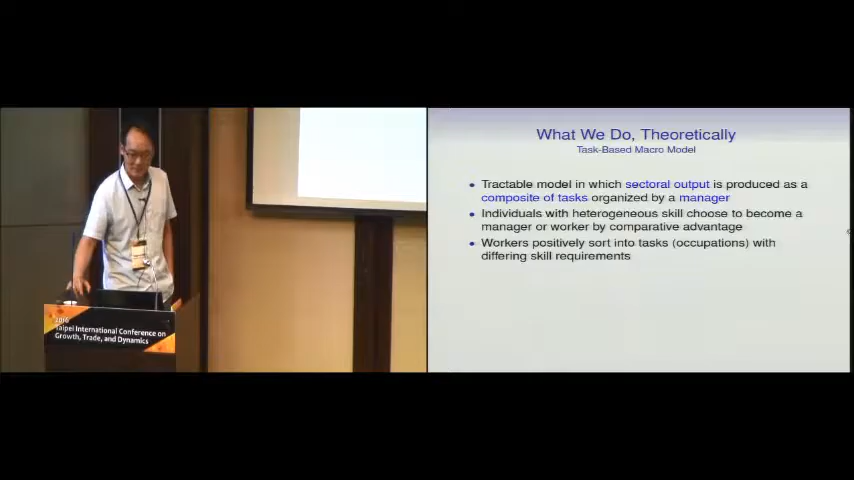 What We Do, Theoretically
Task-Based Macro Model
Tractable model in which sectoral output is produced as a
composite of tasks organized by a manager
Individuals with heterogeneous skill choose to become a
manager or worker by comparative advantage
Workers positively sort into tasks (occupations) with
differing skill requirements
2016
Taipei International Conference on
Growth, Trade, and Dynamics